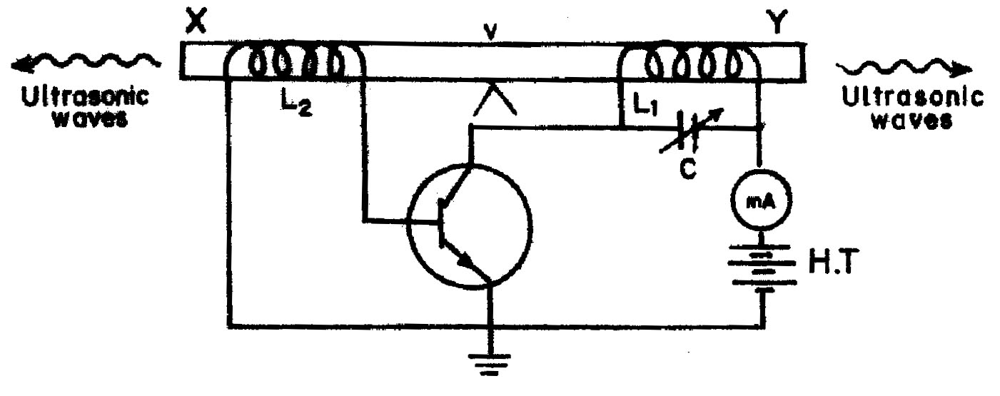 X
V
Y
Ultrasonic
waves
L2
L1
Ultrasonic
waves
C
mA
H.T